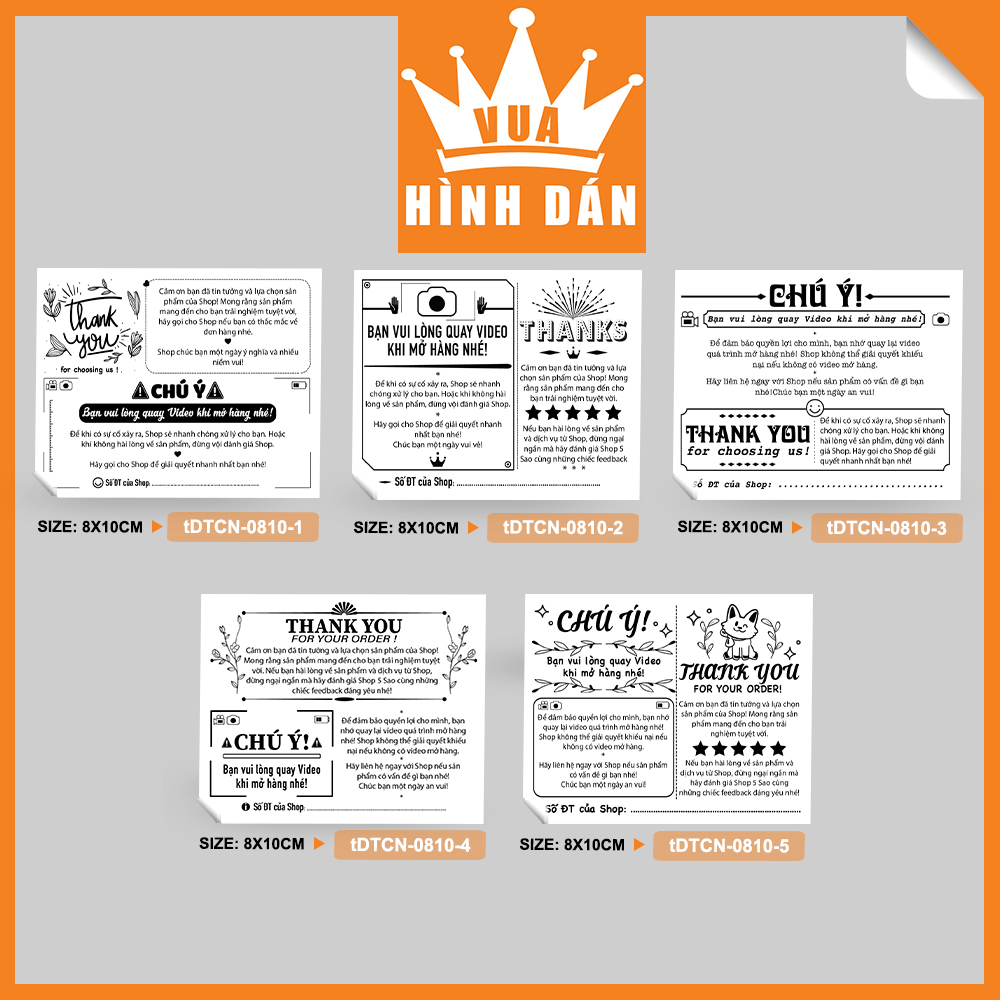 VUA
HÌNH DÁN
thank
you
for choosing us !
Cảm ơn bạn đã tin tưởng và lựa chọn sản
phẩm của Shop! Mong rằng sản phẩm
mang đến cho bạn trải nghiệm tuyệt vời,
hãy gọi cho Shop nếu bạn có thắc mắc về
đơn hàng nhé.
Shop chúc bạn một ngày ý nghĩa và nhiều
niềm vui!
CHÚ Ý
Bạn vui lòng quay Video khi mở hàng nhé!
Để khi có sự cố xảy ra, Shop sẽ nhanh chóng xử lý cho bạn. Hoặc
khi không hài lòng về sản phẩm, đừng vội đánh giá Shop.
Hãy gọi cho Shop để giải quyết nhanh nhất bạn nhé!
Số ĐT của Shop:
SIZE: 8X10CM
tDTCN-0810-1
BẠN VUI LÒNG QUAY VIDEO
KHI MỞ HÀNG NHÉ!
Để khi có sự cố xảy ra, Shop sẽ nhanh
chóng xử lý cho bạn. Hoặc khi không hài
lòng về sản phẩm, đừng vội đánh giá Shop.
Hãy gọi cho Shop để giải quyết nhanh
nhất bạn nhé!
Chúc bạn một ngày vui vẻ!
THANKS
Cảm ơn bạn đã tin tưởng và lựa
chọn sản phẩm của Shop! Mong
rằng sản phẩm mang đến cho
bạn trải nghiệm tuyệt vời.
Nếu bạn hài lòng về sản phẩm
và dịch vụ từ Shop, đừng ngại
ngần mà hãy đánh giá Shop 5
Sao cùng những chiếc feedback
* * *
Số ĐT của Shop:
SIZE: 8X10CM
tDTCN-0810-2
CHÚ Ý!
Bạn vui lòng quay Video khi mở hàng nhé!
Để đảm bảo quyền lợi cho mình, bạn nhớ quay lại video
quá trình mở hàng nhé! Shop không thể giải quyết khiếu
nại nếu không có video mở hàng.
Hãy liên hệ ngay với Shop nếu sản phẩm có vấn đề gì bạn
nhé!Chúc bạn một ngày an vui!
THANK YOU
for choosing us!
Để khi có sự cố xảy ra, Shop sẽ nhanh
chóng xử lý cho bạn. Hoặc khi không
hài lòng về sản phẩm, đừng vội đánh
giá Shop. Hãy gọi cho Shop để giải
quyết nhanh nhất bạn nhé!
Số ĐT của Shop:
SIZE: 8X10CM
tDTCN-0810-3
THANK YOU
FOR YOUR ORDER !
Cảm ơn bạn đã tin tưởng và lựa chọn sản phẩm của Shop!
Mong rằng sản phẩm mang đến cho bạn trải nghiệm tuyệt
vời. Nếu bạn hài lòng về sản phẩm và dịch vụ từ Shop,
đừng ngại ngần mà hãy đánh giá Shop 5 Sao cùng những
chiếc feedback đáng yêu nhé!
CHÚ Ý!
Bạn vui lòng quay Video
khi mở hàng nhé!
Để đảm bảo quyền lợi cho mình, bạn
nhớ quay lại video quá trình mở hàng
nhé! Shop không thể giải quyết khiếu
nại nếu không có video mở hàng.
Hãy liên hệ ngay với Shop nếu sản
phẩm có vấn đề gì bạn nhé!
Chúc bạn một ngày an vui!
Số ĐT của Shop:
SIZE: 8X10CM
tDTCN-0810-4
CHÚ Ý!
Bạn vui lòng quay Video
khi mở hàng nhé!
Để đảm bảo quyền lợi cho mình, bạn nhớ
quay lại video quá trình mở hàng nhé!
Shop không thể giải quyết khiếu nại nếu
không có video mở hàng.
Hãy liên hệ ngay với Shop nếu sản phẩm
có vấn đề gì bạn nhé!
Chúc bạn một ngày an vui!
THANK YOU
FOR YOUR ORDER!
Cảm ơn bạn đã tin tưởng và lựa chọn
sản phẩm của Shop! Mong rằng sản
phẩm mang đến cho bạn trải
nghiệm tuyệt vời.
Nếu bạn hài lòng về sản phẩm và
dịch vụ từ Shop, đừng ngại ngần mà
hãy đánh giá Shop 5 Sao cùng
những chiếc feedback đáng yêu nhé!
Số ĐT của Shop:
SIZE: 8X10CM
tDTCN-0810-5